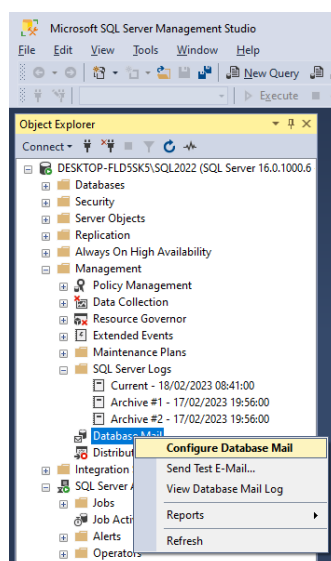 Microsoft SQL Server Management Studio
File Edit View Tools Window Help
New Query
Execute
Object Explorer
Connect
DESKTOP-FLD5SK5\SQL2022 (SQL Server 16.0.1000.6
Databases
Security
Server Objects
Replication
Always On High Availability
Management
Policy Management
Data Collection
Resource Governor
Extended Events
Maintenance Plans
SQL Server Logs
Current - 18/02/2023 08:41:00
Archive #1 - 17/02/2023 19:56:00
Archive #2 - 17/02/2023 19:56:00
Database Mail
Configure Database Mail
Distribut
Integration
Send Test E-Mail...
SQL Server A
View Database Mail Log
Jobs
Reports
Job Acti
Alerts
Refresh
Operators